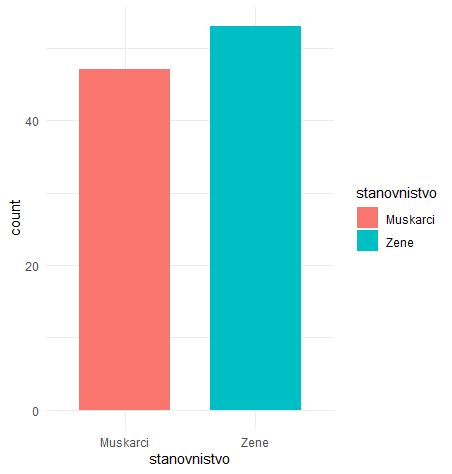 count
40
20
0
Muskarci
Zene
stanovnistvo
stanovnistvo
Muskarci
Zene